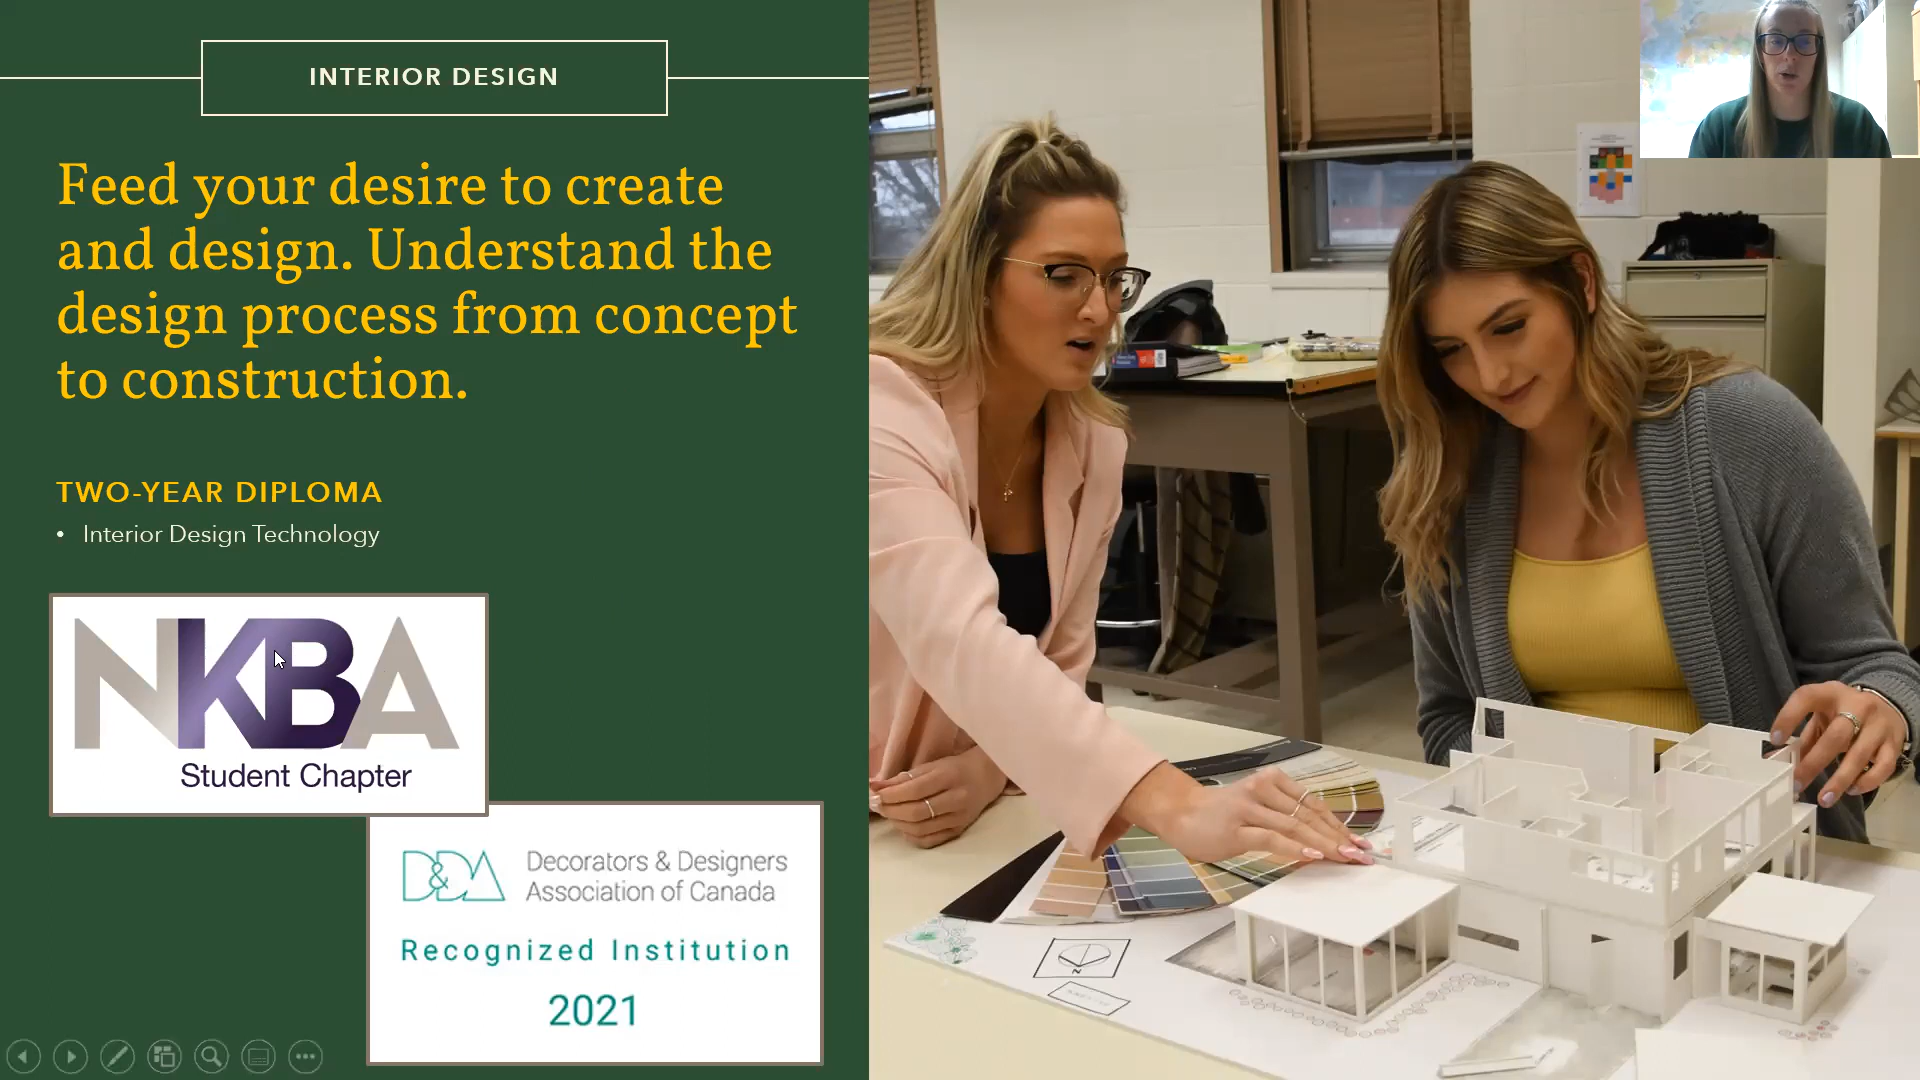 INTERIOR DESIGN
Feed your desire to create
and design. Understand the
design process from concept
to construction.
TWO-YEAR DIPLOMA
• Interior Design Technology
NKBA
Student Chapter
D&DA
Decorators & Designers
Association of Canada
Recognized Institution
2021
N